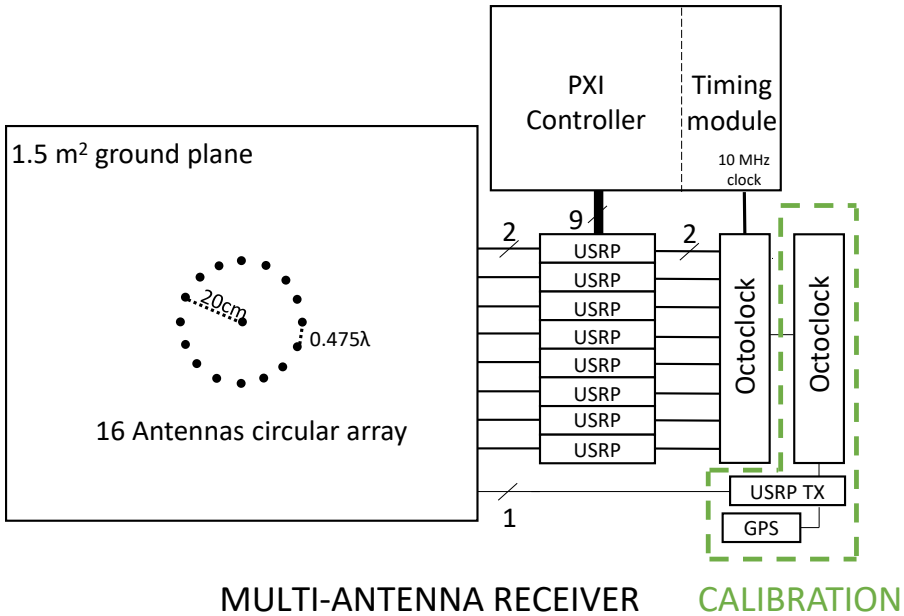 PXI
Controller
Timing
module
10 MHz
clock
1.5 m² ground plane
9
2
USRP
2
USRP
USRP
USRP
USRP
USRP
USRP
USRP
Octoclock
Octoclock
20cm
0.475λ
16 Antennas circular array
1
USRP TX
GPS
MULTI-ANTENNA RECEIVER
CALIBRATION